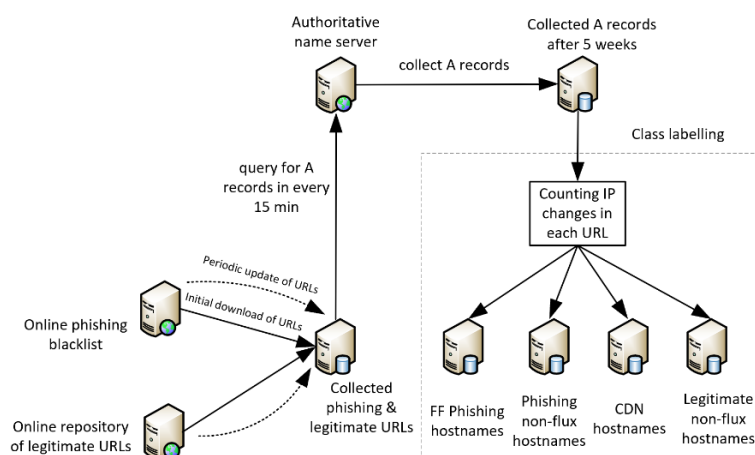 Authoritative
name server
Collected A records
after 5 weeks
collect A records
Class labelling
query for A
records in every
15 min
Counting IP
changes in
each URL
Periodic update of URLs
Initial download of URLs
Online phishing
blacklist
Collected
phishing &
legitimate URLs
Online repository
of legitimate URLs
FF Phishing
hostnames
Phishing
non-flux
hostnames
CDN
hostnames
Legitimate
non-flux
hostnames